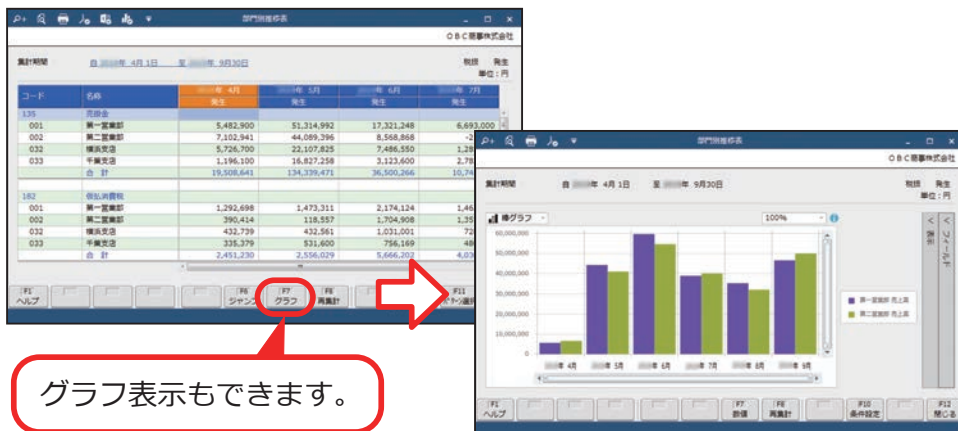 部門別推移表
OBC商事株式会社
集計期間 自 年 4月 1日 至 年 9月30日 税抜 発生
単位：円
コード 名称 年 4月 年 5月 年 6月 年 7月
発生 発生 発生 発生
135 売掛金
001 第一営業部 5,482,900 51,314,992 17,321,248 6,693,000
002 第二営業部 7,102,941 44,089,396 8,568,868
032 横浜支店 5,726,700 22,107,825 7,486,550
033 千葉支店 1,196,100 16,827,258 3,123,600
合 計 19,508,641 134,339,471 36,500,266
182 仮払消費税
001 第一営業部 1,292,698 1,473,311 2,174,124
002 第二営業部 390,414 118,557 1,704,908
032 横浜支店 432,739 432,561 1,031,001
033 千葉支店 335,379 531,600 756,169
合 計 2,451,230 2,556,029 5,666,202
F1 F6 F7 F8 F11
ヘルプ ジャンプ グラフ 再集計
グラフ表示もできます。
部門別推移表
OBC商事株式会社
集計期間 自 年 4月 1日 至 年 9月30日 税抜 発生
単位：円
棒グラフ 100%
表示
フィールド
60,000,000
50,000,000
40,000,000
30,000,000
20,000,000
10,000,000
0
年 4月 年 5月 年 6月 年 7月 年 8月 年 9月
第一営業部 売上高
第二営業部 売上高
F1 F7 F8 F10 F12
ヘルプ 数値 再集計 条件設定 閉じる